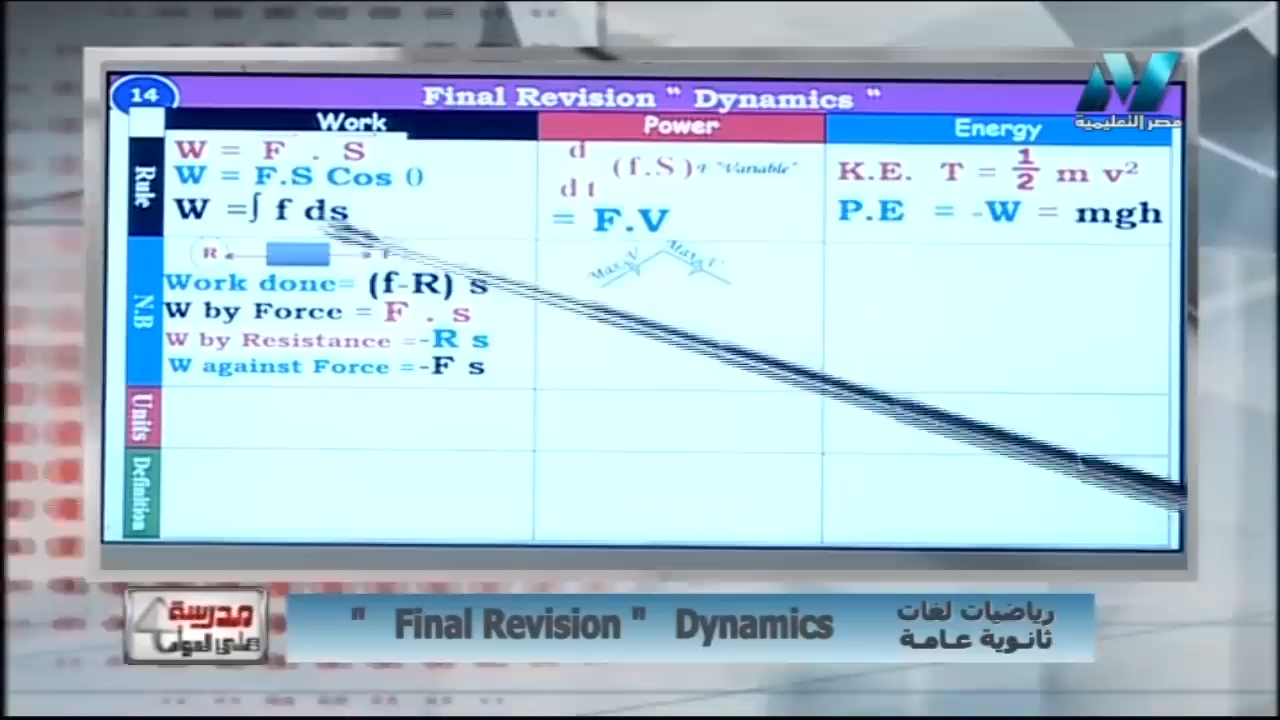 14
Final Revision " Dynamics "
مصر التعليمية
Work
Power
Energy
Rule
W = F . S
W = F.S Cos θ
W =∫ f ds
d
(f.S) F "Variable"
d t
= F.V
K.E. T = 1/2 m v²
P.E = -W = mgh
N.B
R
Work done= (f-R) s
W by Force = F . s
W by Resistance =-R s
W against Force =-F s
Max. V
Max. V
Units
Definition
مدرسة
على الهواء
" Final Revision " Dynamics
رياضيات لغات
ثانوية عامة